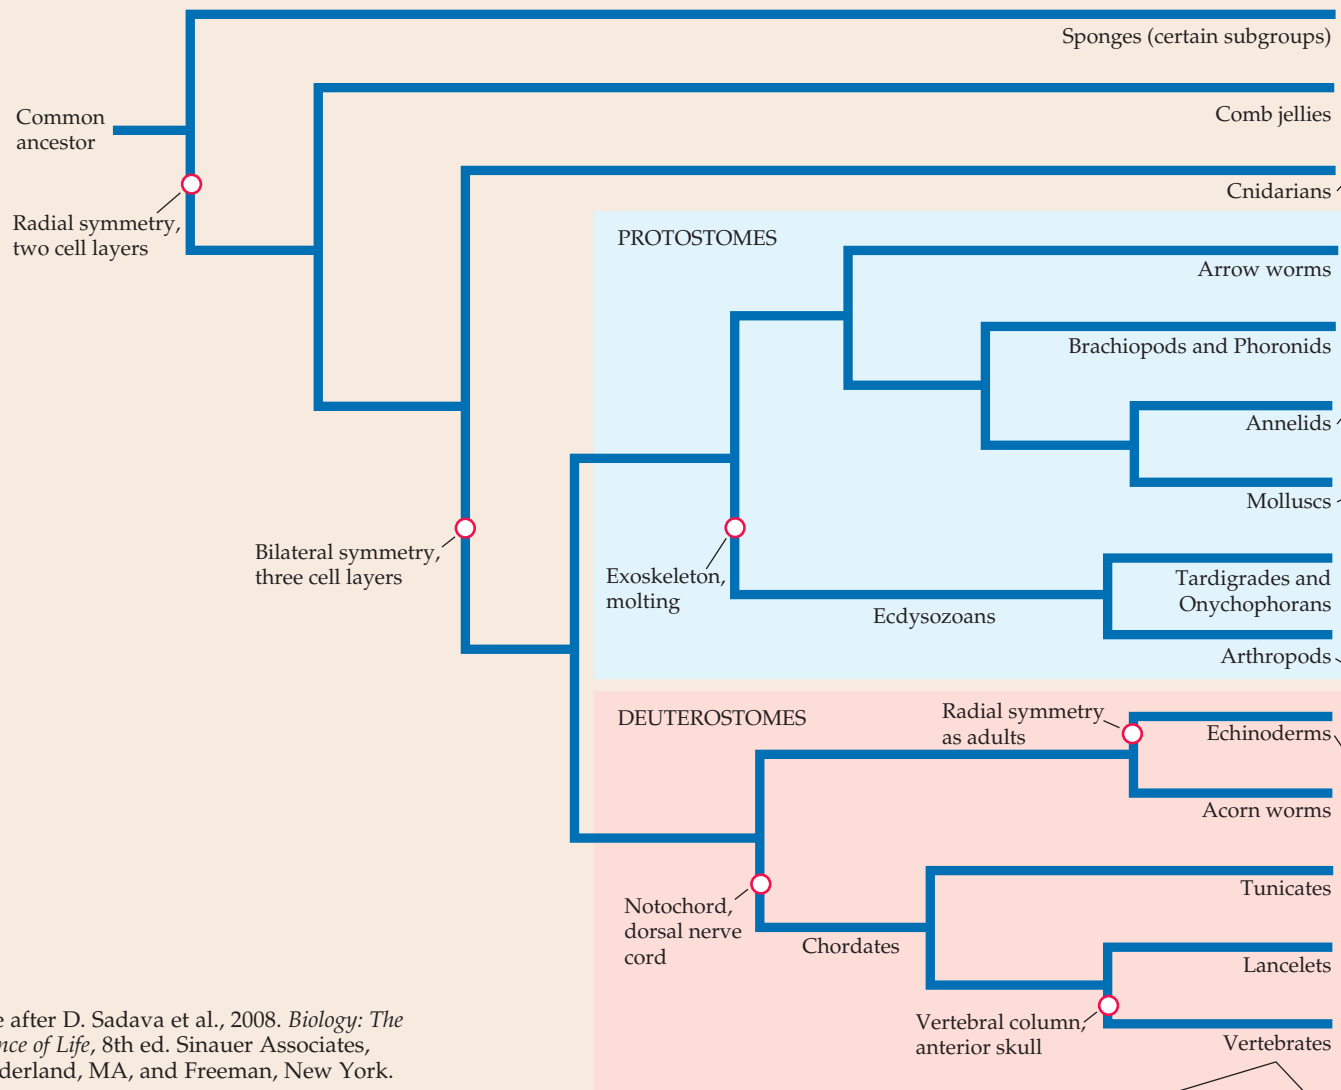 Sponges (certain subgroups)
Common
ancestor
Comb jellies
Radial symmetry,
two cell layers
Cnidarians
PROTOSTOMES
Arrow worms
Brachiopods and Phoronids
Annelids
Molluscs
Bilateral symmetry,
three cell layers
Exoskeleton,
molting
Ecdysozoans
Tardigrades and
Onychophorans
Arthropods
DEUTEROSTOMES
Radial symmetry
as adults
Echinoderms
Acorn worms
Notochord,
dorsal nerve
cord
Chordates
Tunicates
Lancelets
Vertebral column,
anterior skull
Vertebrates
e after D. Sadava et al., 2008. Biology: The
nce of Life, 8th ed. Sinauer Associates,
derland, MA, and Freeman, New York.